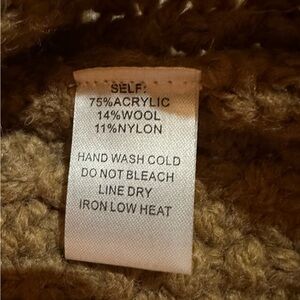 SELF:
75%ACRYLIC
14%WOOL
11%NYLON
HAND WASH COLD
DO NOT BLEACH
LINE DRY
IRON LOW HEAT